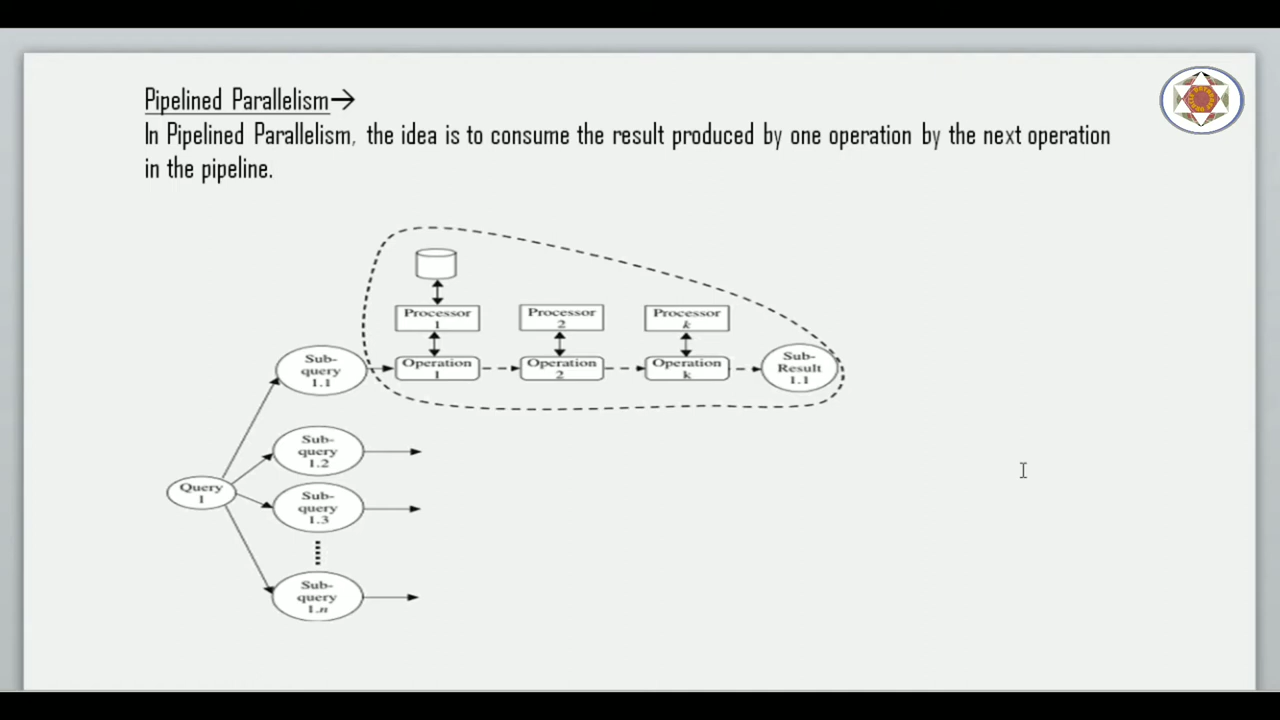 Pipelined Parallelism→
In Pipelined Parallelism, the idea is to consume the result produced by one operation by the next operation
in the pipeline.
Processor
1
Processor
2
Processor
k
Sub-
query
1.1
Operation
1
Operation
2
Operation
k
Sub-
Result
1.1
Sub-
query
1.2
Query
1
Sub-
query
1.3
Sub-
query
1.n